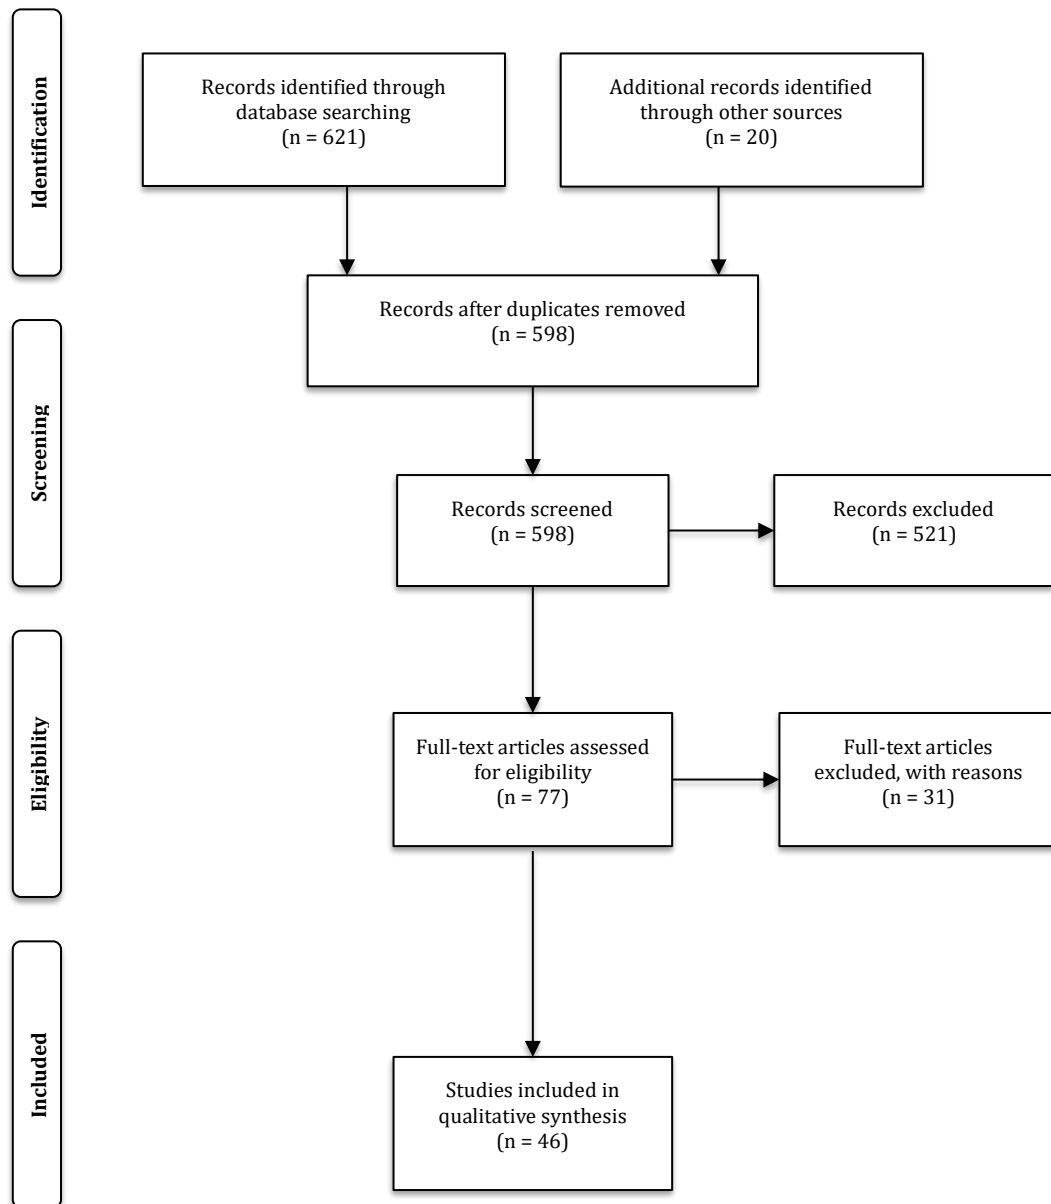 Identification
Records identified through
database searching
(n = 621)
Additional records identified
through other sources
(n = 20)
Records after duplicates removed
(n = 598)
Screening
Records screened
(n = 598)
Records excluded
(n = 521)
Eligibility
Full-text articles assessed
for eligibility
(n = 77)
Full-text articles
excluded, with reasons
(n = 31)
Included
Studies included in
qualitative synthesis
(n = 46)